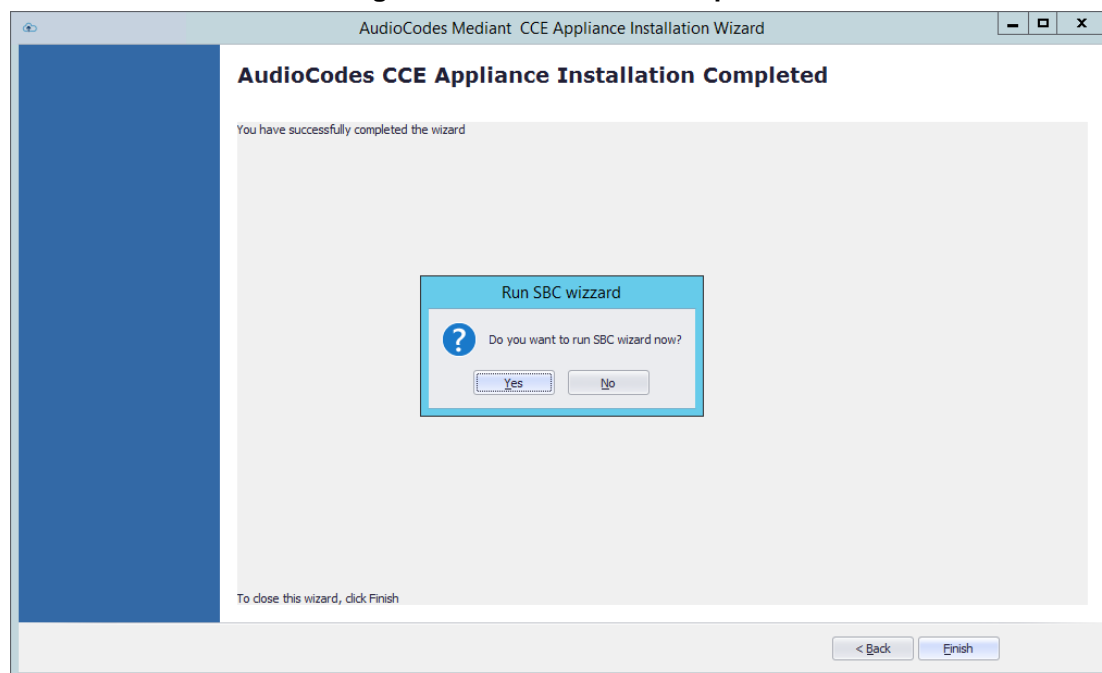 AudioCodes Mediant  CCE Appliance Installation Wizard
AudioCodes CCE Appliance Installation Completed
You have successfully completed the wizard
Run SBC wizzard
Do you want to run SBC wizard now?
Yes No
To close this wizard, click Finish
< Back Finish